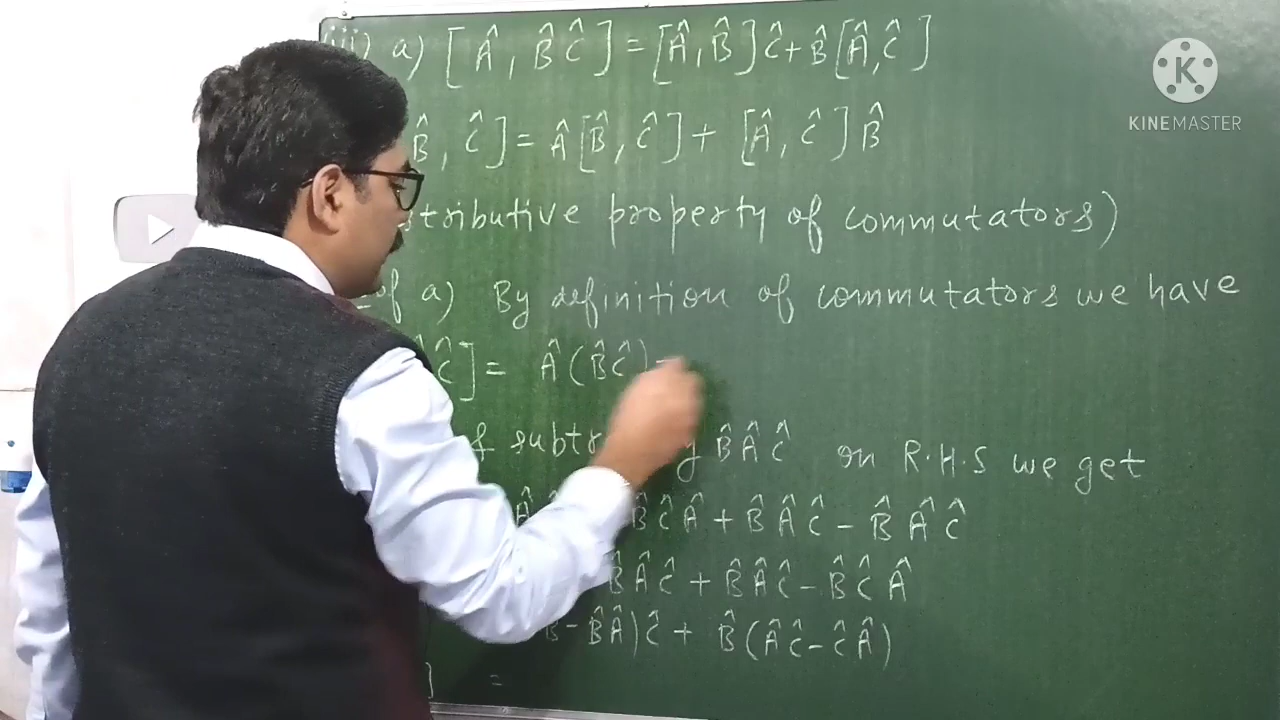 iii) a) [Â, B̂Ĉ] = [Â, B̂]Ĉ + B̂[Â, Ĉ]
B̂, Ĉ] = Â[B̂, Ĉ] + [Â, Ĉ]B̂
stributive property of commutators)
of a) By definition of commutators we have
Ĉ] = Â(B̂Ĉ) -
& subtr y B̂ÂĈ on R.H.S we get
Â B̂ĈÂ + B̂ÂĈ - B̂ÂĈ
B̂ÂĈ + B̂ÂĈ - B̂ĈÂ
B̂ - B̂Â)Ĉ + B̂(ÂĈ - ĈÂ)
] =
KINEMASTER